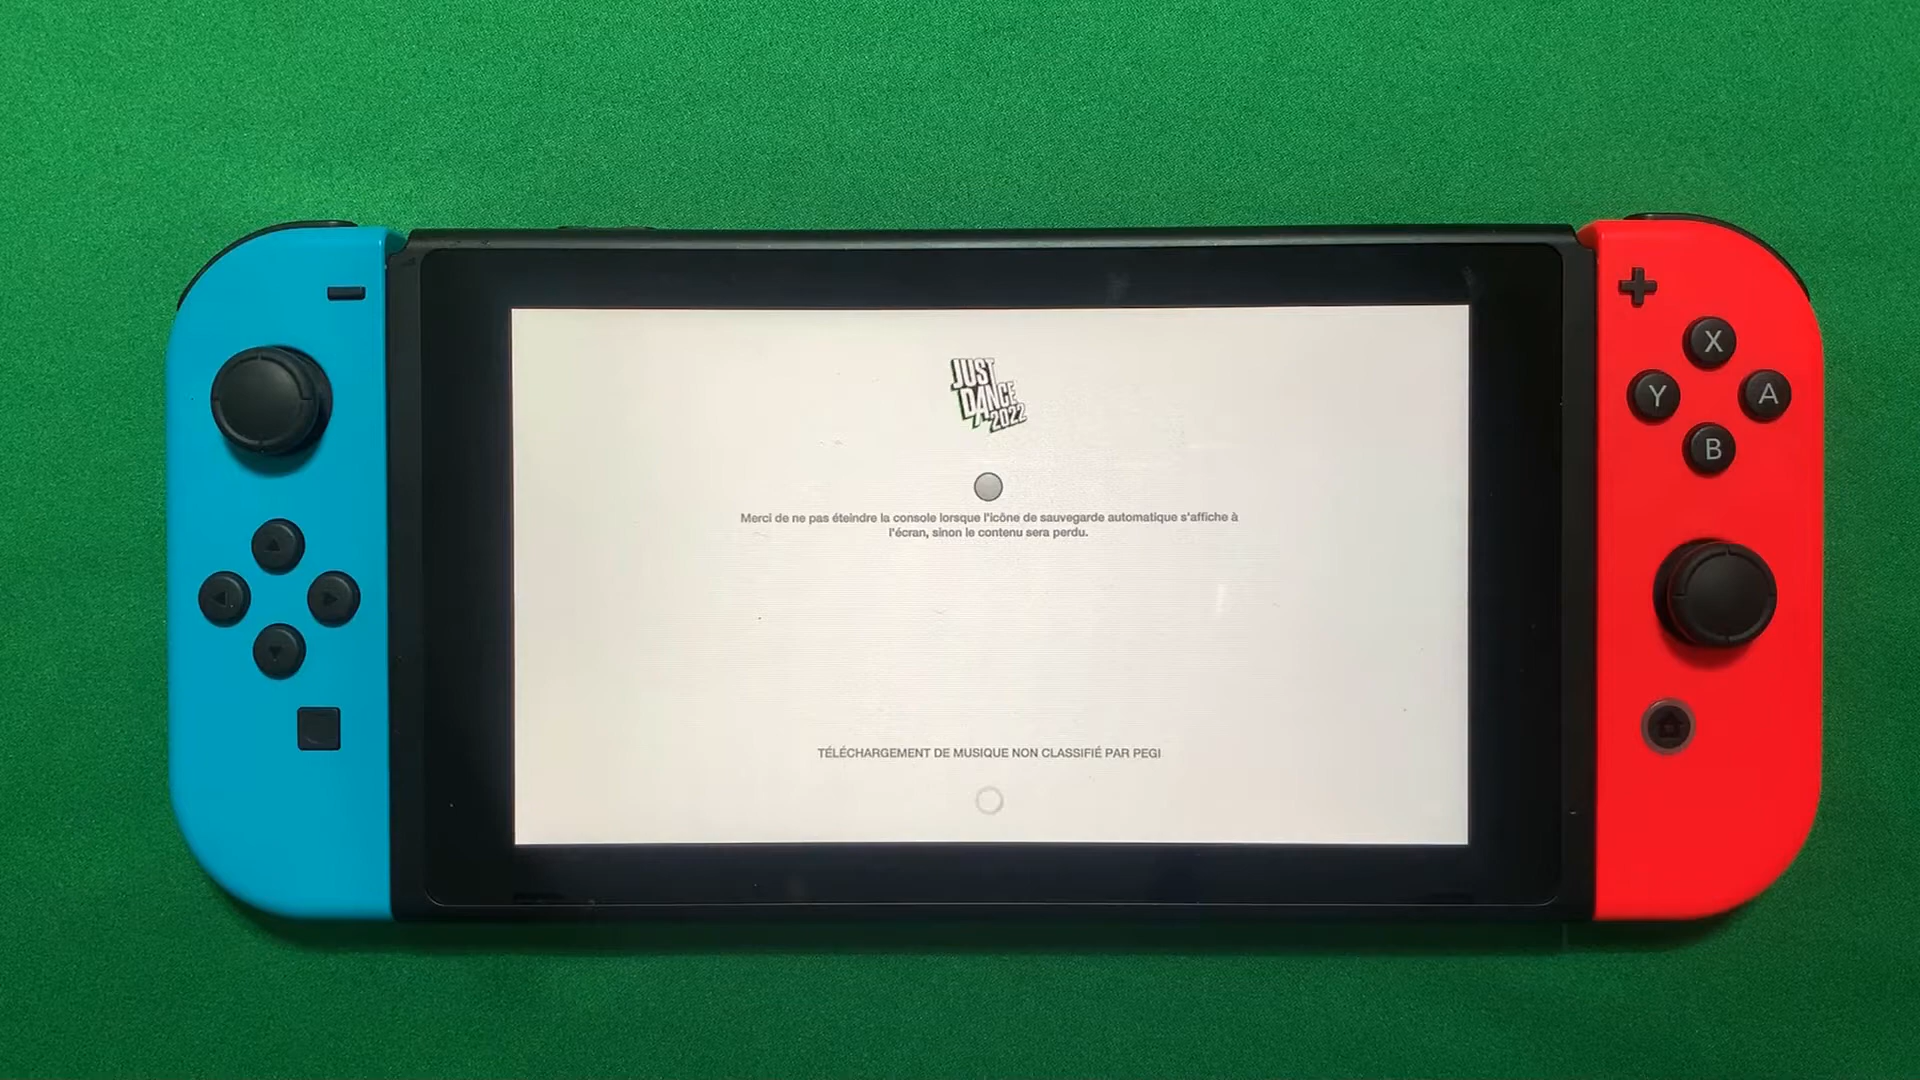 JUST
DANCE
2022
Merci de ne pas éteindre la console lorsque l'icône de sauvegarde automatique s'affiche à
l'écran, sinon le contenu sera perdu.
TÉLÉCHARGEMENT DE MUSIQUE NON CLASSIFIÉ PAR PEGI
X
Y
A
B